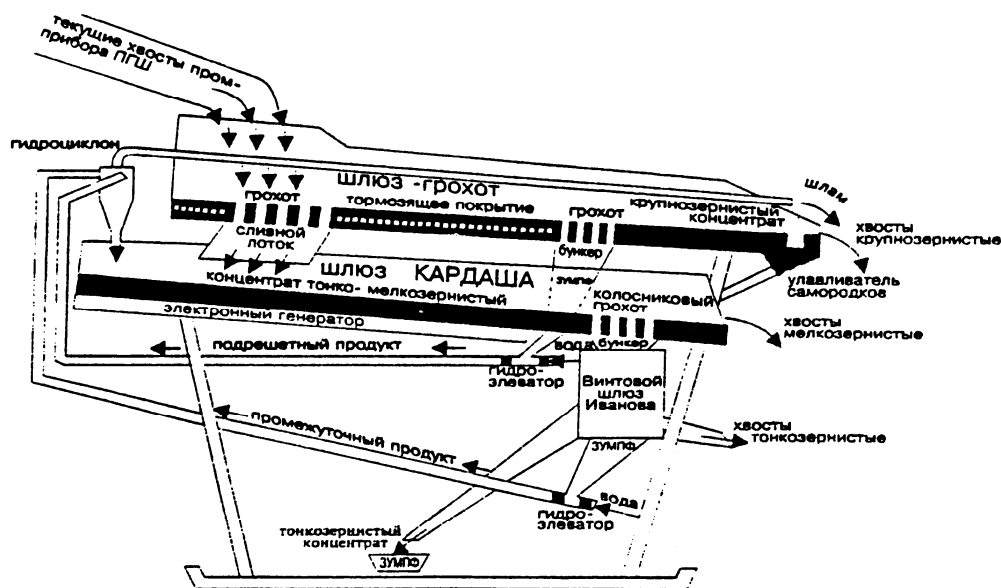 текущие хвосты пром-
прибора ПГШ
гидроциклон
ШЛЮЗ-ГРОХОТ
грохот
тормозящее покрытие
грохот
крупнозернистый
концентрат
шлам
хвосты
крупнозернистые
сливной
лоток
бункер
улавливатель
самородков
ШЛЮЗ КАРДАША
концентрат тонко- мелкозернистый
зумпф
колосниковый
грохот
электронный генератор
хвосты
мелкозернистые
подрешетный продукт
вода
бункер
гидро-
элеватор
Винтовой
шлюз
Иванова
ЗУМПФ
хвосты
тонкозернистые
промежуточный продукт
вода
гидро-
элеватор
тонкозернистый
концентрат
ЗУМПФ